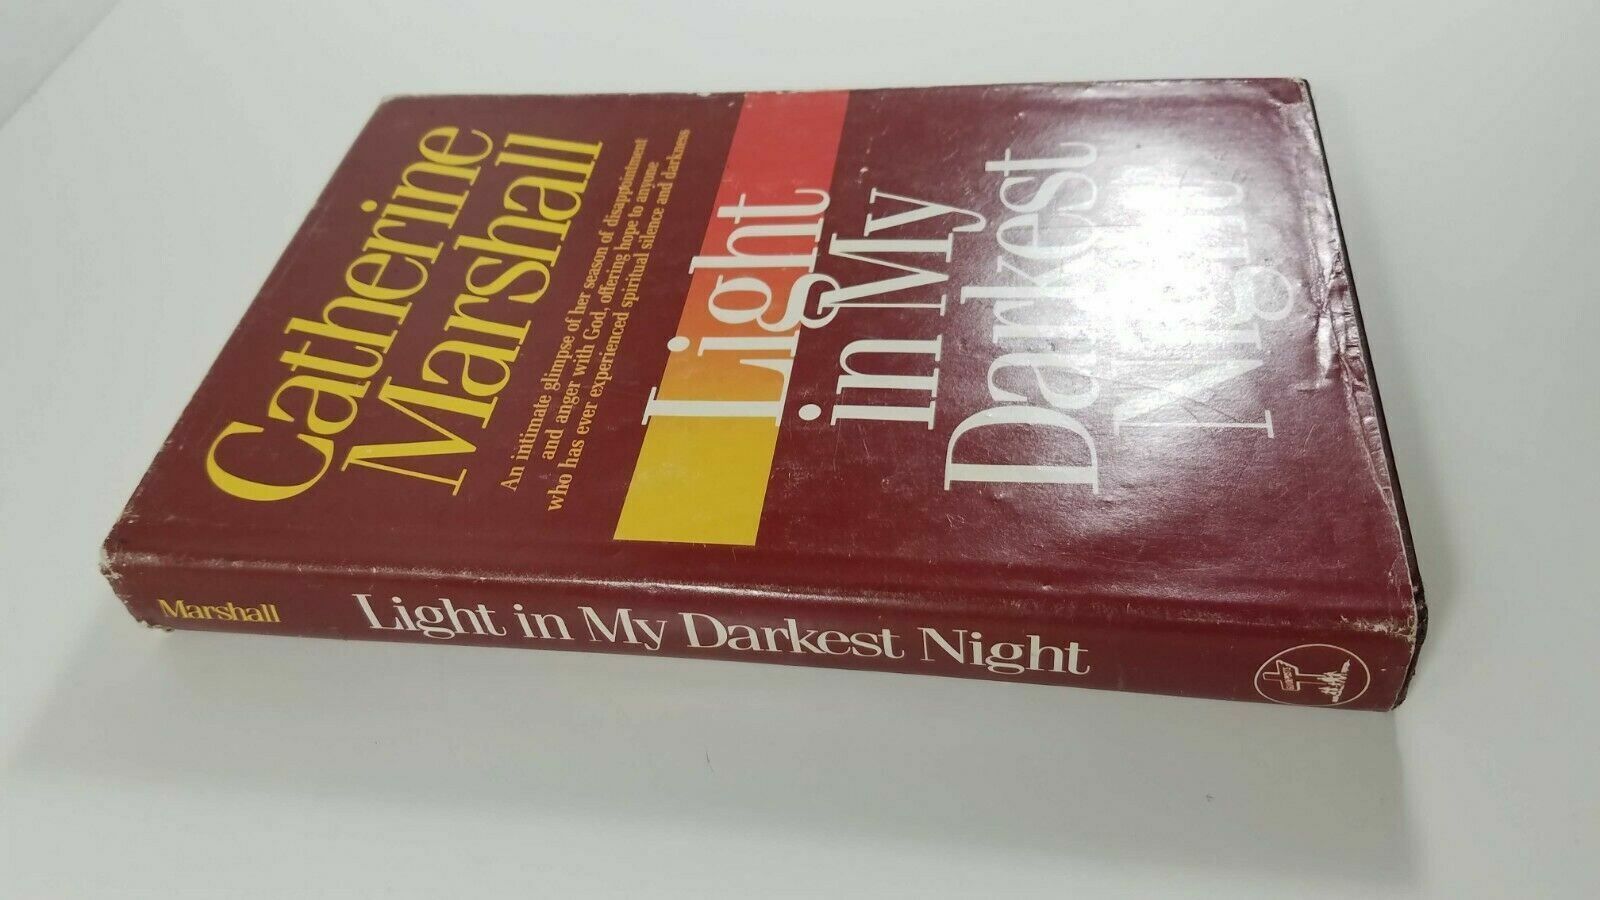 Catherine
Marshall
An intimate glimpse of her season of disappointment
and anger with God, offering hope to anyone
who has ever experienced spiritual silence and darkness
Light
in My
Darkest
Night
Marshall
Light in My Darkest Night